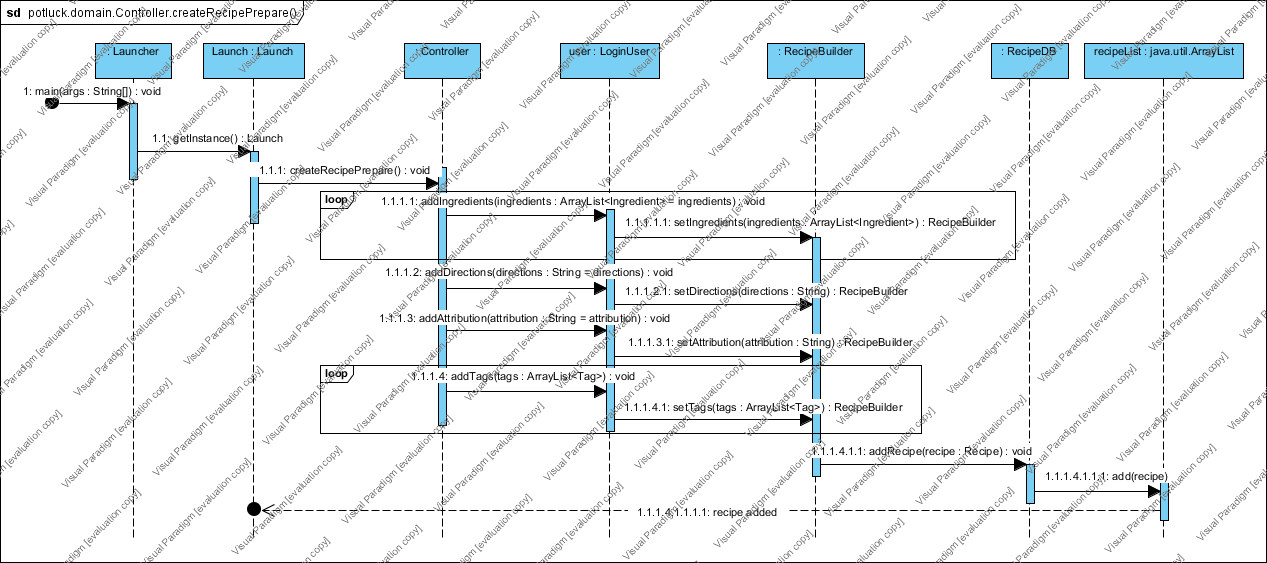 sd potluck.domain.Controller.createRecipePrepare()
Launcher
Launch : Launch
Controller
user : LoginUser
: RecipeBuilder
: RecipeDB
recipeList : java.util.ArrayList
1: main(args : String[]) : void
1.1: getInstance() : Launch
1.1.1: createRecipePrepare() : void
loop
1.1.1.1: addIngredients(ingredients : ArrayList<Ingredient> = ingredients) : void
1.1.1.1.1: setIngredients(ingredients : ArrayList<Ingredient>) : RecipeBuilder
1.1.1.2: addDirections(directions : String = directions) : void
1.1.1.2.1: setDirections(directions : String) : RecipeBuilder
1.1.1.3: addAttribution(attribution : String = attribution) : void
1.1.1.3.1: setAttribution(attribution : String) : RecipeBuilder
loop
1.1.1.4: addTags(tags : ArrayList<Tag>) : void
1.1.1.4.1: setTags(tags : ArrayList<Tag>) : RecipeBuilder
1.1.1.4.1.1: addRecipe(recipe : Recipe) : void
1.1.1.4.1.1.1: add(recipe)
1.1.1.4.1.1.1.1: recipe added
Visual Paradigm [evaluation copy]